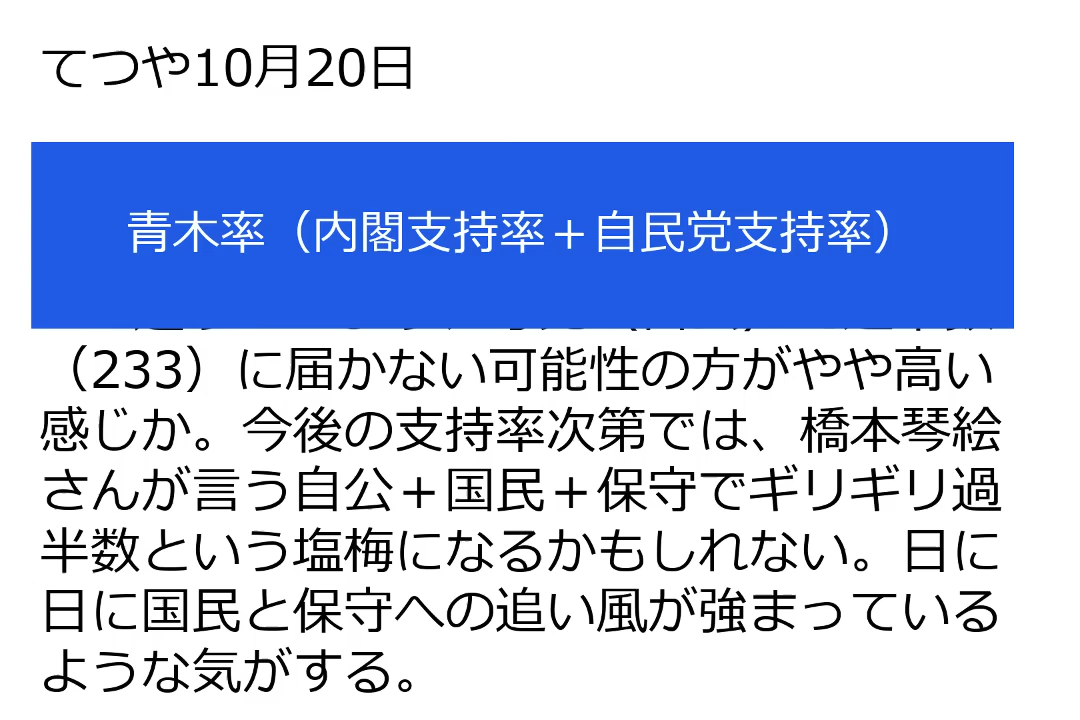 てつや10月20日
青木率（内閣支持率＋自民党支持率）
（233）に届かない可能性の方がやや高い
感じか。今後の支持率次第では、橋本琴絵
さんが言う自公＋国民＋保守でギリギリ過
半数という塩梅になるかもしれない。日に
日に国民と保守への追い風が強まっている
ような気がする。